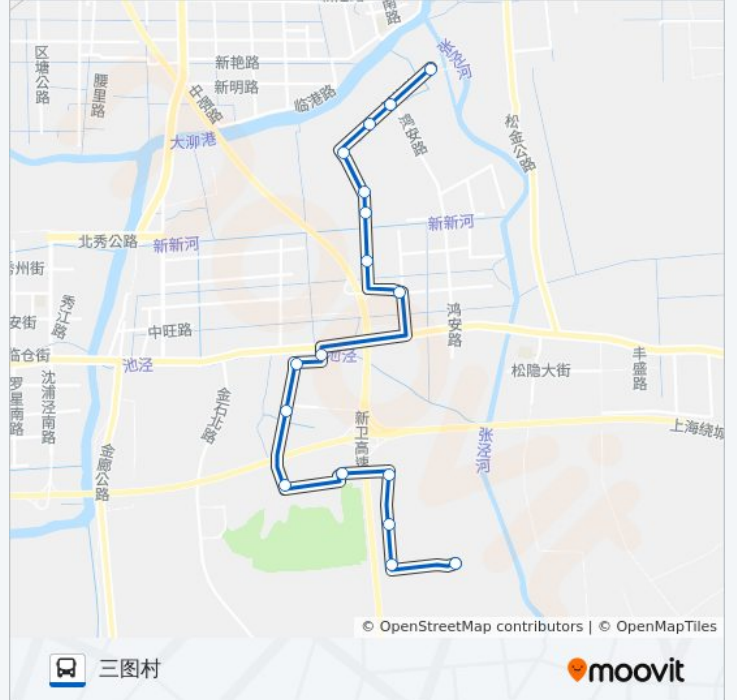 南路
张泾河
区塘公路
腰里路
新艳路
新明路
中强路
临港路
大泖港
鸿安路
松金公路
北秀公路
新新河
新新河
州街
秀江路
安街
中旺路
鸿安路
临仓街
池泾
池泾
松隐大街
丰盛路
罗星南路
沈浦泾南路
金石北路
新卫高速
上海绕城
张泾河
金廊公路
© OpenStreetMap contributors | © OpenMapTiles
三图村
moovit